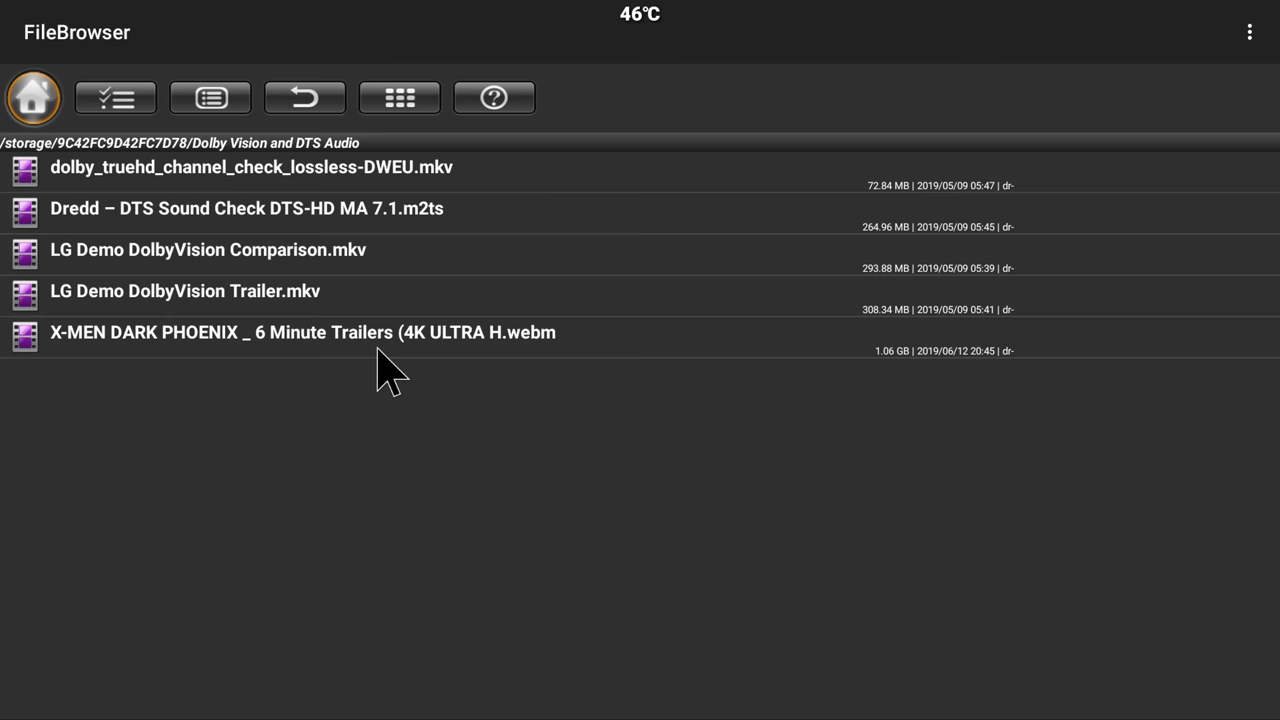 46℃
FileBrowser
/storage/9C42FC9D42FC7D78/Dolby Vision and DTS Audio
dolby_truehd_channel_check_lossless-DWEU.mkv
72.84 MB | 2019/05/09 05:47 | dr-
Dredd – DTS Sound Check DTS-HD MA 7.1.m2ts
264.96 MB | 2019/05/09 05:45 | dr-
LG Demo DolbyVision Comparison.mkv
293.88 MB | 2019/05/09 05:39 | dr-
LG Demo DolbyVision Trailer.mkv
308.34 MB | 2019/05/09 05:41 | dr-
X-MEN DARK PHOENIX _ 6 Minute Trailers (4K ULTRA H.webm
1.06 GB | 2019/06/12 20:45 | dr-